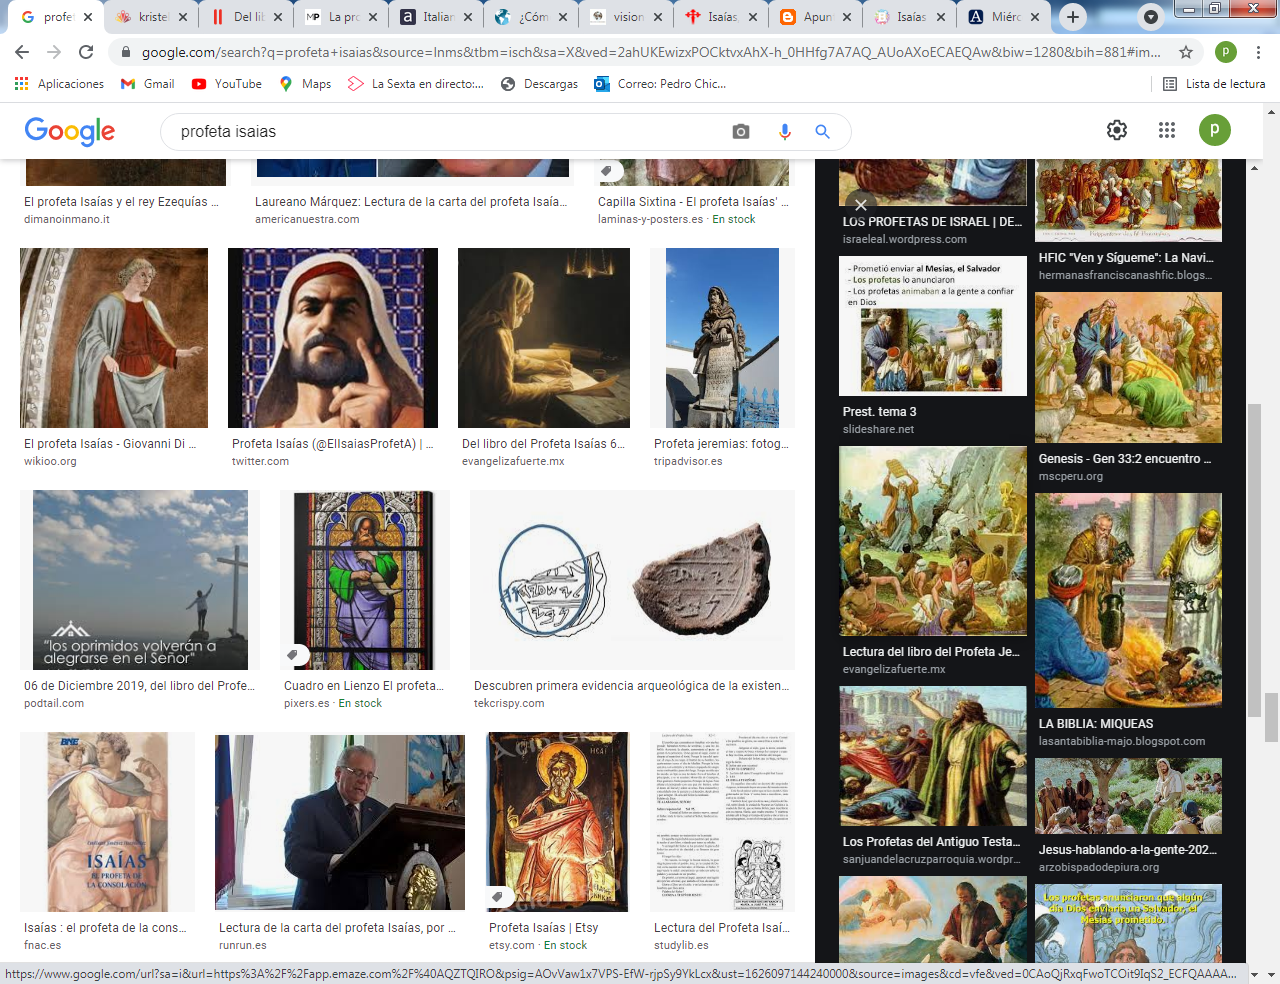 profet
kristel
Del lib
La pro
Italian
¿Cóm
vision
Isaías,
Apunt
Isaías
Miérc
google.com/search?q=profeta+isaias&source=lnms&tbm=isch&sa=X&ved=2ahUKEwizxPOCktvxAhX-h_0HHfg7A7AQ_AUoAXoECAEQAw&biw=1280&bih=881#im...
p
Aplicaciones
Gmail
YouTube
Maps
La Sexta en directo:...
Descargas
Correo: Pedro Chic...
Lista de lectura
Google
profeta isaias
p
El profeta Isaías y el rey Ezequías ...
dimanoinmano.it
Laureano Márquez: Lectura de la carta del profeta Isaía...
americanuestra.com
Capilla Sixtina - El profeta Isaías' ...
laminas-y-posters.es · En stock
El profeta Isaías - Giovanni Di ...
wikioo.org
Profeta Isaías (@ElIsaiasProfetA) | ...
twitter.com
Del libro del Profeta Isaías 6...
evangelizafuerte.mx
Profeta jeremias: fotog...
tripadvisor.es
“los oprimidos volverán a
alegrarse en el Señor”
06 de Diciembre 2019, del libro del Profe...
podtail.com
Cuadro en Lienzo El profeta...
pixers.es · En stock
Descubren primera evidencia arqueológica de la existen...
tekcrispy.com
BNE
ISAÍAS
EL PROFETA DE
LA CONSOLACIÓN
Isaías : el profeta de la cons...
fnac.es
Lectura de la carta del profeta Isaías, por ...
runrun.es
Profeta Isaías | Etsy
etsy.com · En stock
Lectura del Profeta Isaí...
studylib.es
LOS PROFETAS DE ISRAEL | DE...
israeleal.wordpress.com
- Prometió enviar al Mesías, el Salvador
- Los profetas lo anunciaron
- Los profetas animaban a la gente a confiar
en Dios
Prest. tema 3
slideshare.net
Lectura del libro del Profeta Je...
evangelizafuerte.mx
Los Profetas del Antiguo Testa...
sanjuandelacruzparroquia.wordpr...
HFIC "Ven y Sígueme": La Navi...
hermanasfranciscanashfic.blogs...
Genesis - Gen 33:2 encuentro ...
mscperu.org
LA BIBLIA: MIQUEAS
lasantabiblia-majo.blogspot.com
Jesus-hablando-a-la-gente-202...
arzobispadodepiura.org
Los profetas anunciaron que algún
día Dios enviaría un Salvador, el
Mesías prometido.
https://www.google.com/url?sa=i&url=https%3A%2F%2Fapp.emaze.com%2F%40AQZTQIRO&psig=AOvVaw1x7VPS-EfW-rjpSy9YkLcx&ust=1626097144240000&source=images&cd=vfe&ved=0CAoQjRxqFwoTCOit9IqS2_ECFQAAAA...